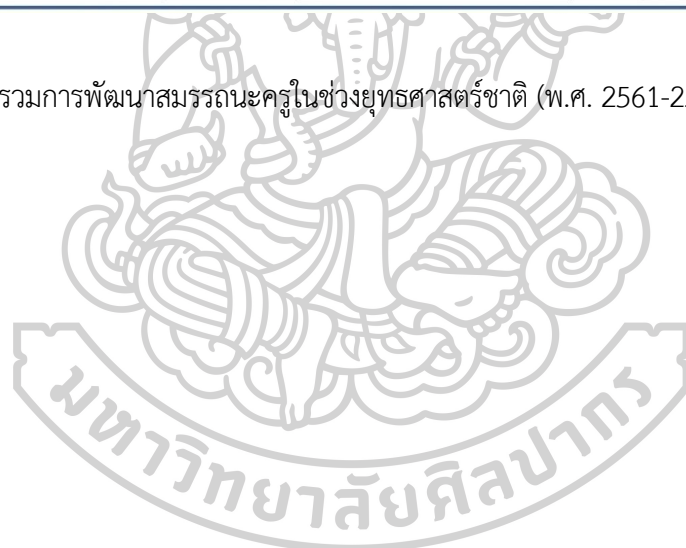 รวมการพัฒนาสมรรถนะครูในช่วงยุทธศาสตร์ชาติ (พ.ศ. 2561-2
มหาวิทยาลัยศิลปากร